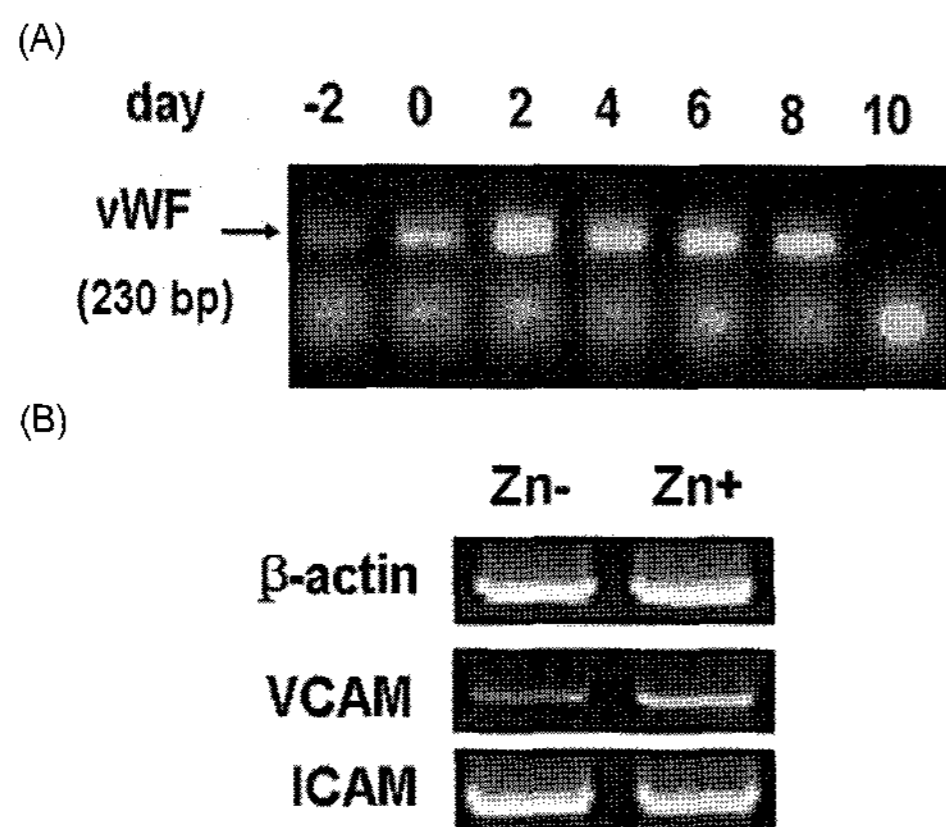 (A)
day -2 0 2 4 6 8 10
vWF
(230 bp)
(B)
Zn- Zn+
β-actin
VCAM
ICAM